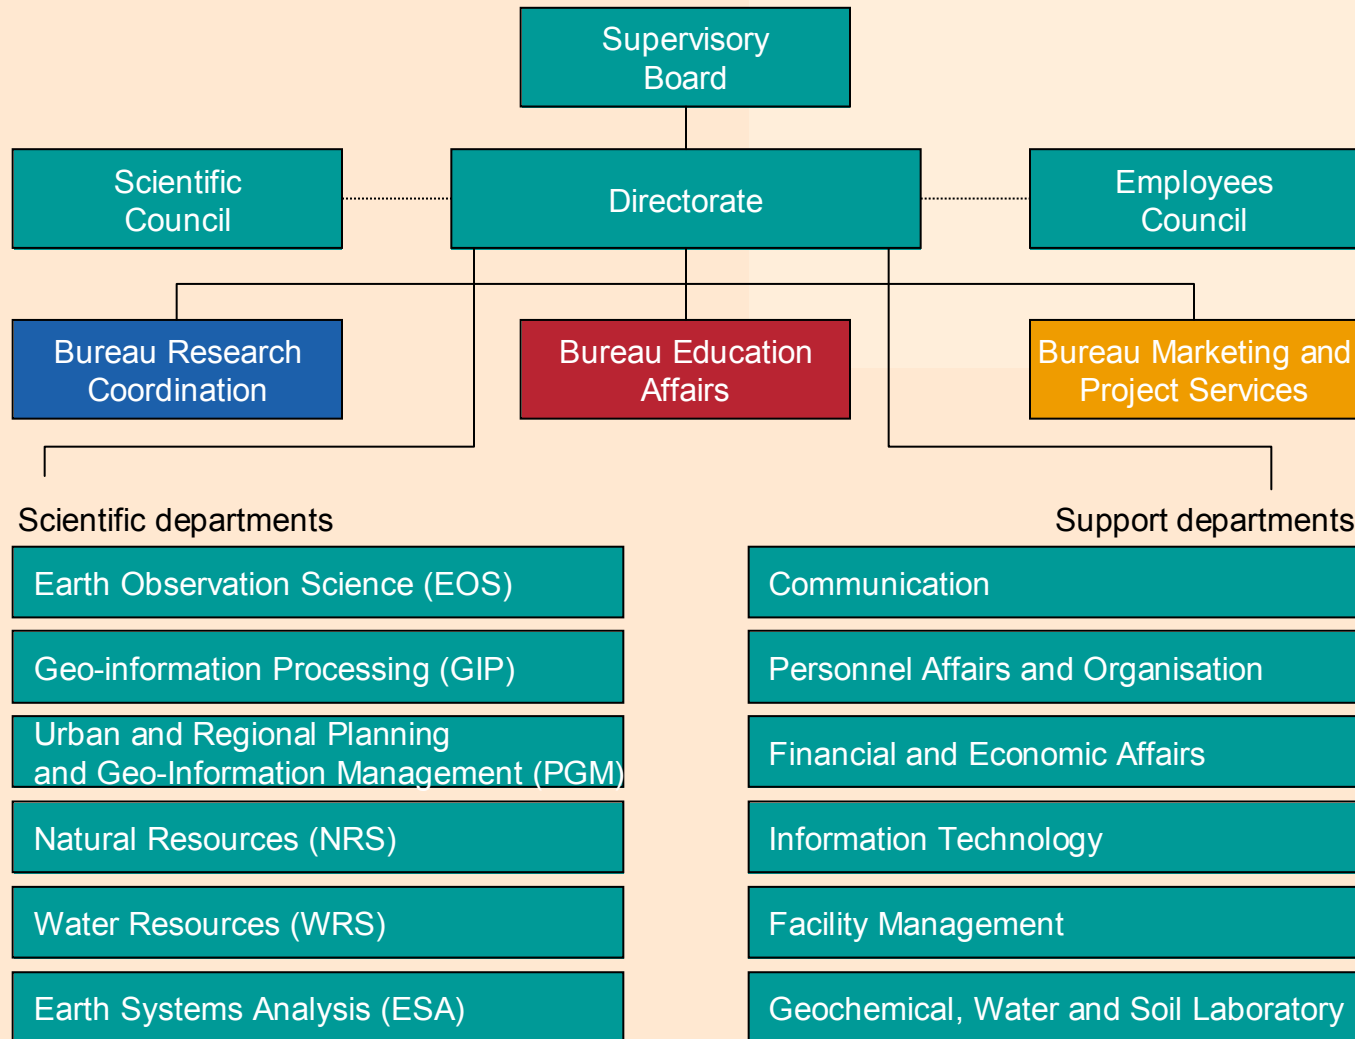 Supervisory
Board
Scientific
Council
Directorate
Employees
Council
Bureau Research
Coordination
Bureau Education
Affairs
Bureau Marketing and
Project Services
Scientific departments
Earth Observation Science (EOS)
Geo-information Processing (GIP)
Urban and Regional Planning
and Geo-Information Management (PGM)
Natural Resources (NRS)
Water Resources (WRS)
Earth Systems Analysis (ESA)
Support departments
Communication
Personnel Affairs and Organisation
Financial and Economic Affairs
Information Technology
Facility Management
Geochemical, Water and Soil Laboratory